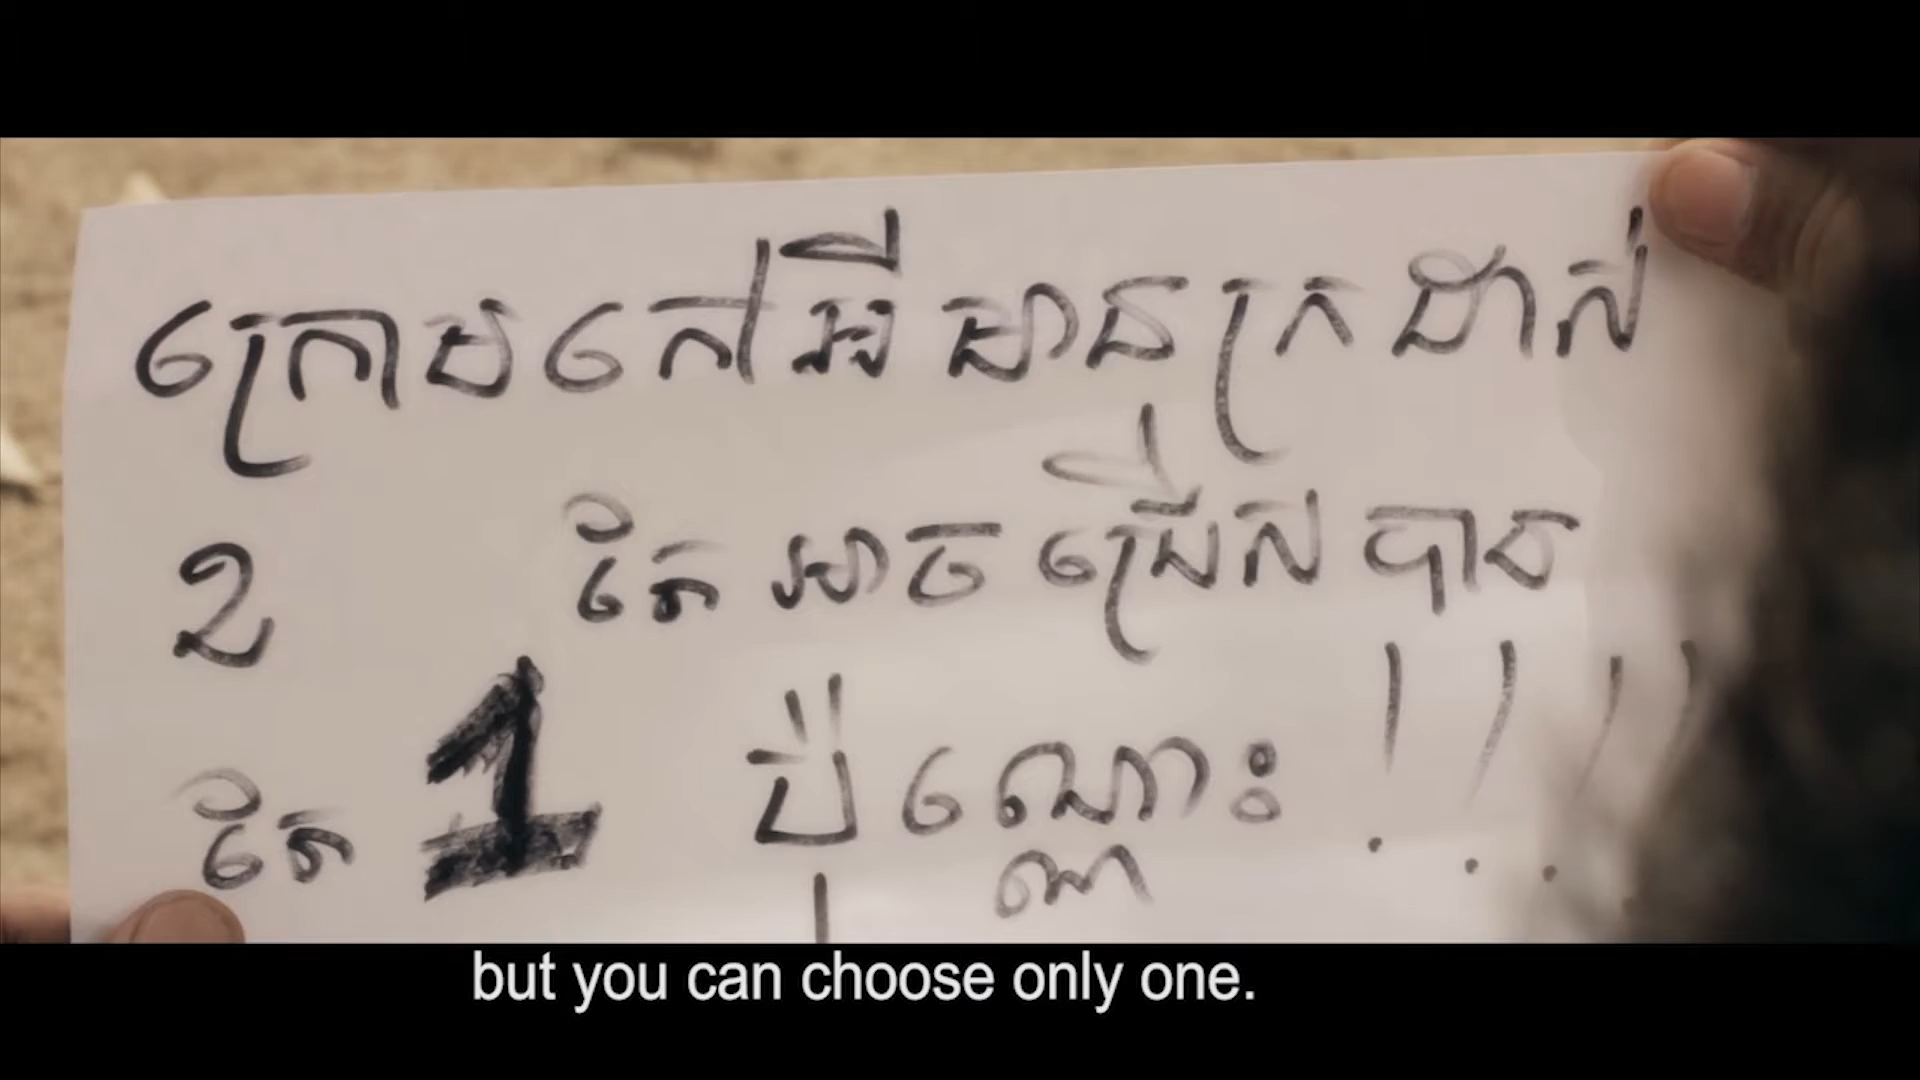 ក្រោមកៅអីមានក្រដាស់
2 តែអាចជ្រើសបាន
តែ 1 ប៉ុណ្ណោះ !!!!
but you can choose only one.